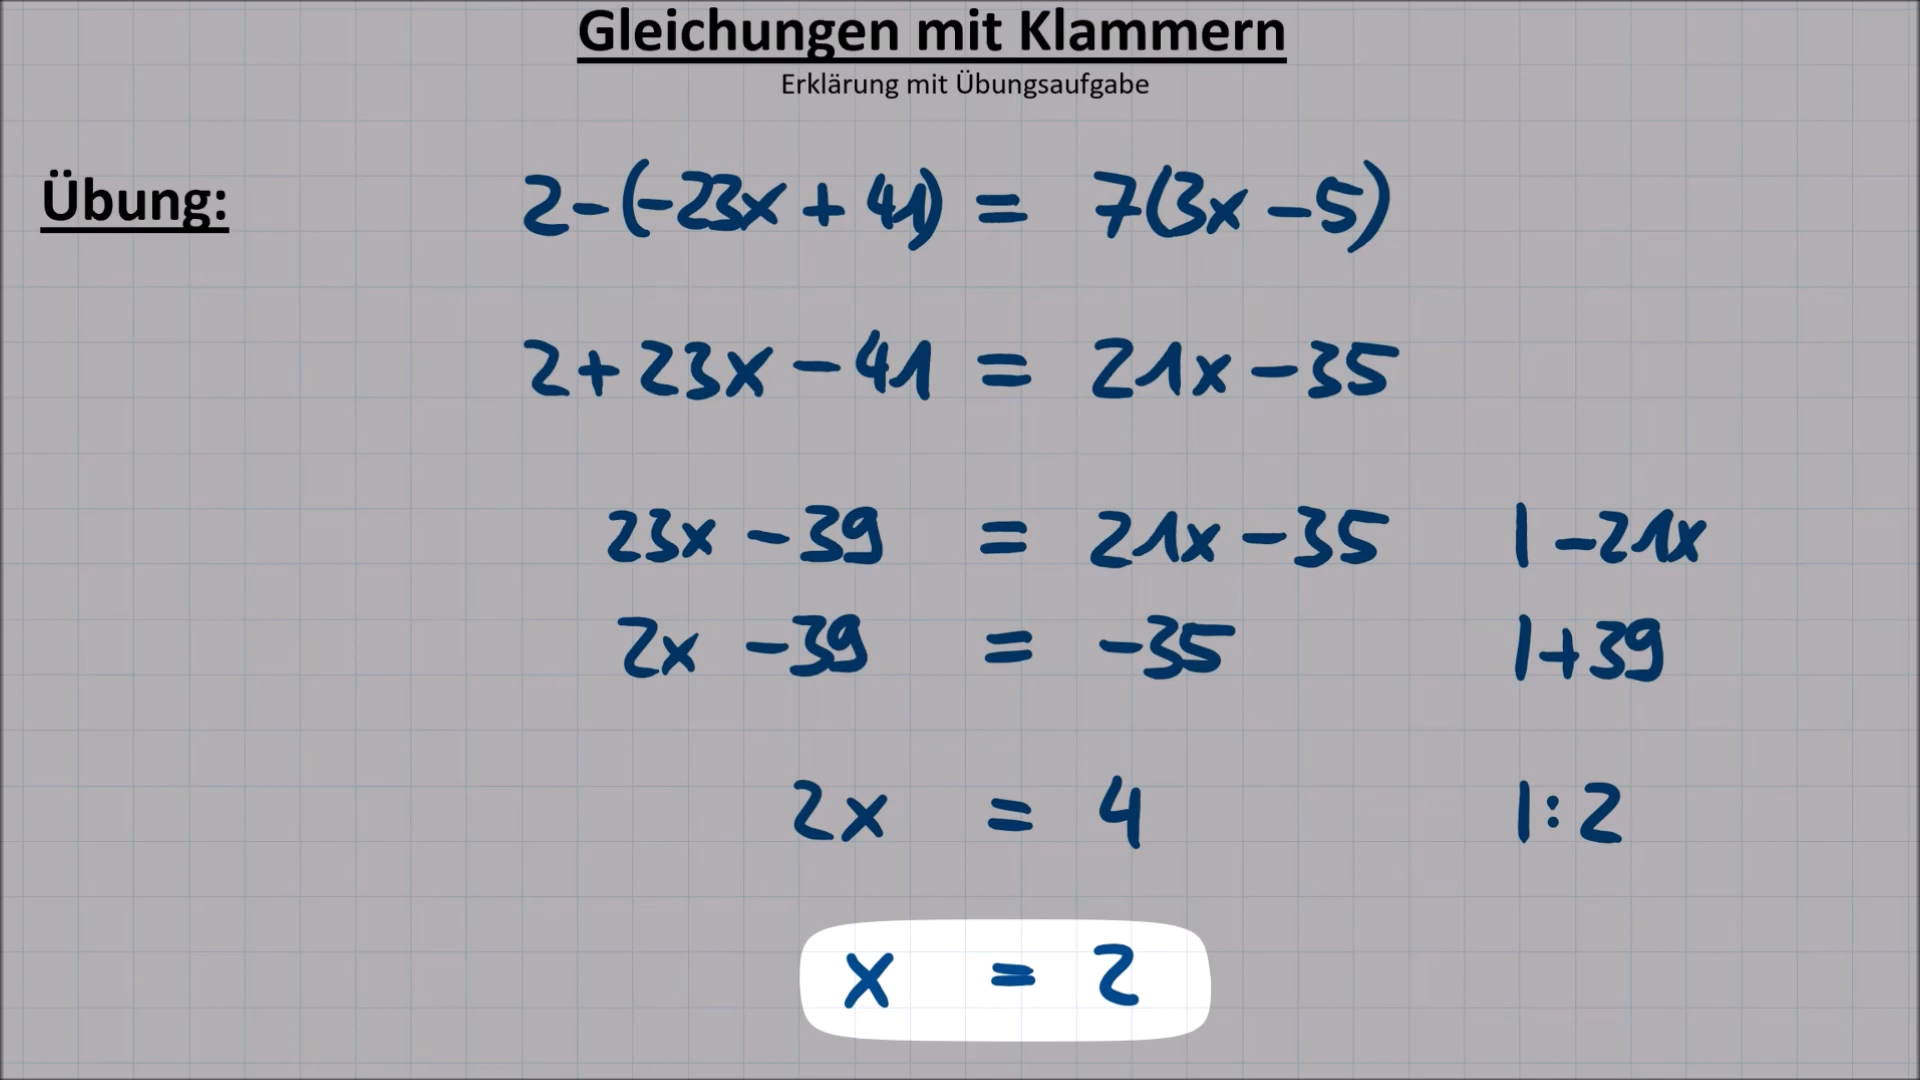 Gleichungen mit Klammern
Erklärung mit Übungsaufgabe
Übung: 2-(-23x + 41) = 7(3x - 5)
2 + 23x - 41 = 21x - 35
23x - 39 = 21x - 35 | -21x
2x - 39 = -35 | +39
2x = 4 | : 2
x = 2